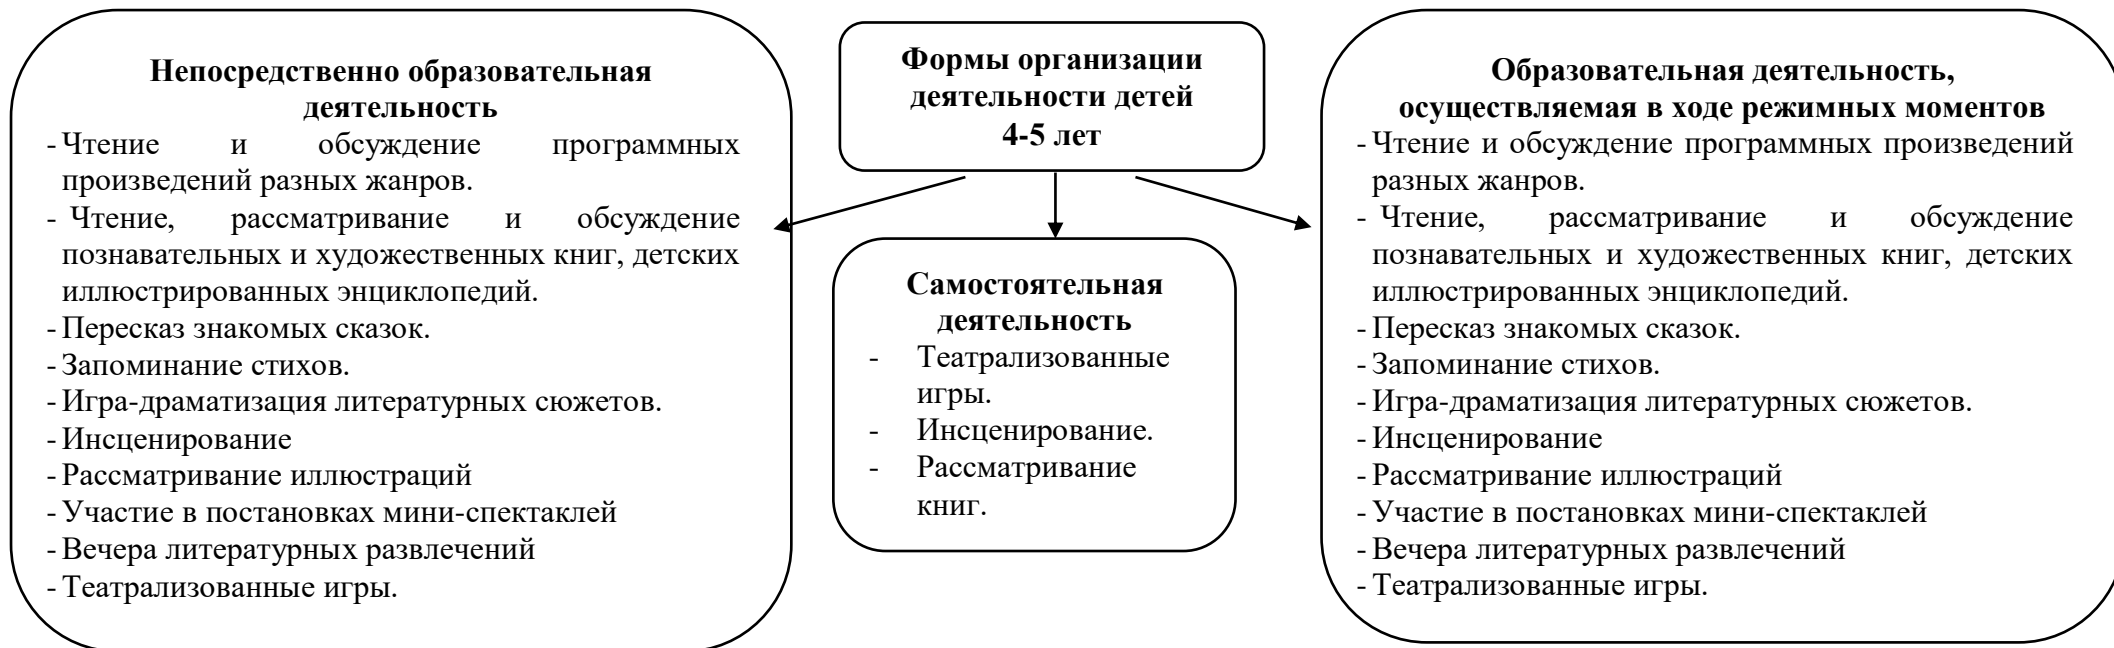 Непосредственно образовательная
деятельность
- Чтение и обсуждение программных
произведений разных жанров.
- Чтение, рассматривание и обсуждение
познавательных и художественных книг, детских
иллюстрированных энциклопедий.
- Пересказ знакомых сказок.
- Запоминание стихов.
- Игра-драматизация литературных сюжетов.
- Инсценирование
- Рассматривание иллюстраций
- Участие в постановках мини-спектаклей
- Вечера литературных развлечений
- Театрализованные игры.
Формы организации
деятельности детей
4-5 лет
Самостоятельная
деятельность
- Театрализованные
игры.
- Инсценирование.
- Рассматривание
книг.
Образовательная деятельность,
осуществляемая в ходе режимных моментов
- Чтение и обсуждение программных произведений
разных жанров.
- Чтение, рассматривание и обсуждение
познавательных и художественных книг, детских
иллюстрированных энциклопедий.
- Пересказ знакомых сказок.
- Запоминание стихов.
- Игра-драматизация литературных сюжетов.
- Инсценирование
- Рассматривание иллюстраций
- Участие в постановках мини-спектаклей
- Вечера литературных развлечений
- Театрализованные игры.